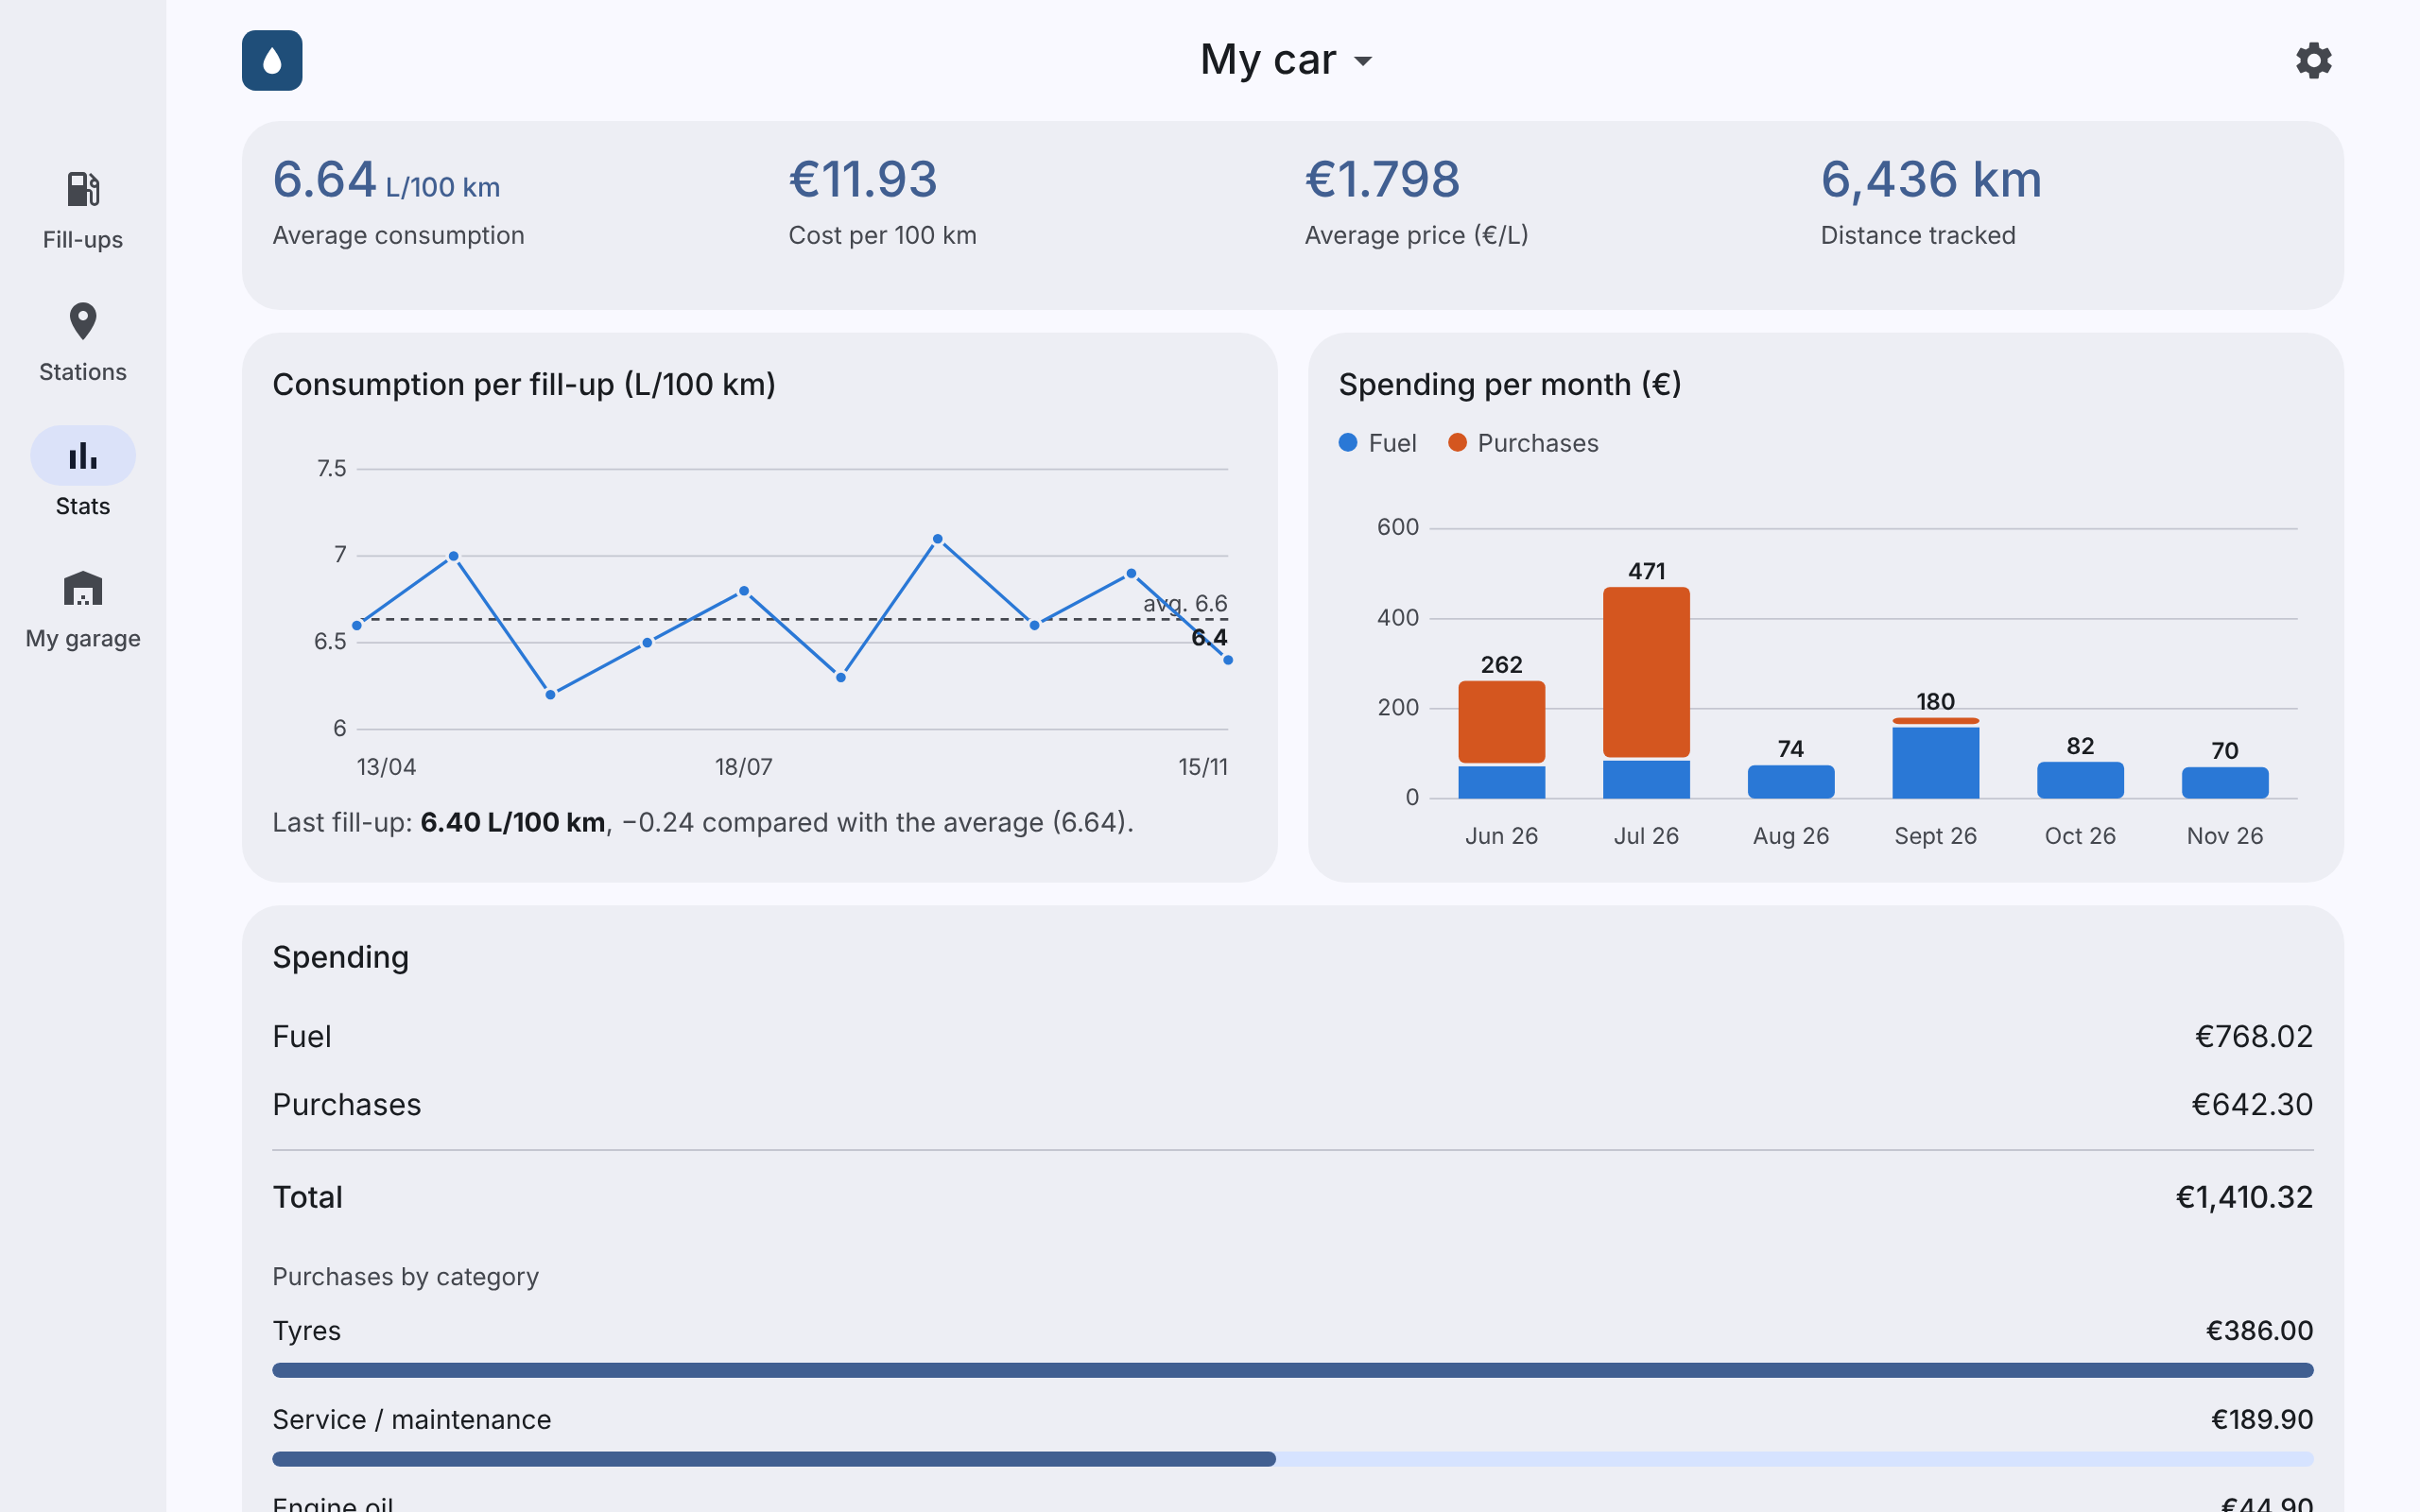 My car
Fill-ups
Stations
Stats
My garage
6.64 L/100 km
Average consumption
€11.93
Cost per 100 km
€1.798
Average price (€/L)
6,436 km
Distance tracked
Consumption per fill-up (L/100 km)
7.5
7
6.5
6
avg. 6.6
6.4
13/04
18/07
15/11
Last fill-up: 6.40 L/100 km, −0.24 compared with the average (6.64).
Spending per month (€)
Fuel
Purchases
600
400
200
0
262
471
74
180
82
70
Jun 26
Jul 26
Aug 26
Sept 26
Oct 26
Nov 26
Spending
Fuel €768.02
Purchases €642.30
Total €1,410.32
Purchases by category
Tyres €386.00
Service / maintenance €189.90
Engine oil €44.90